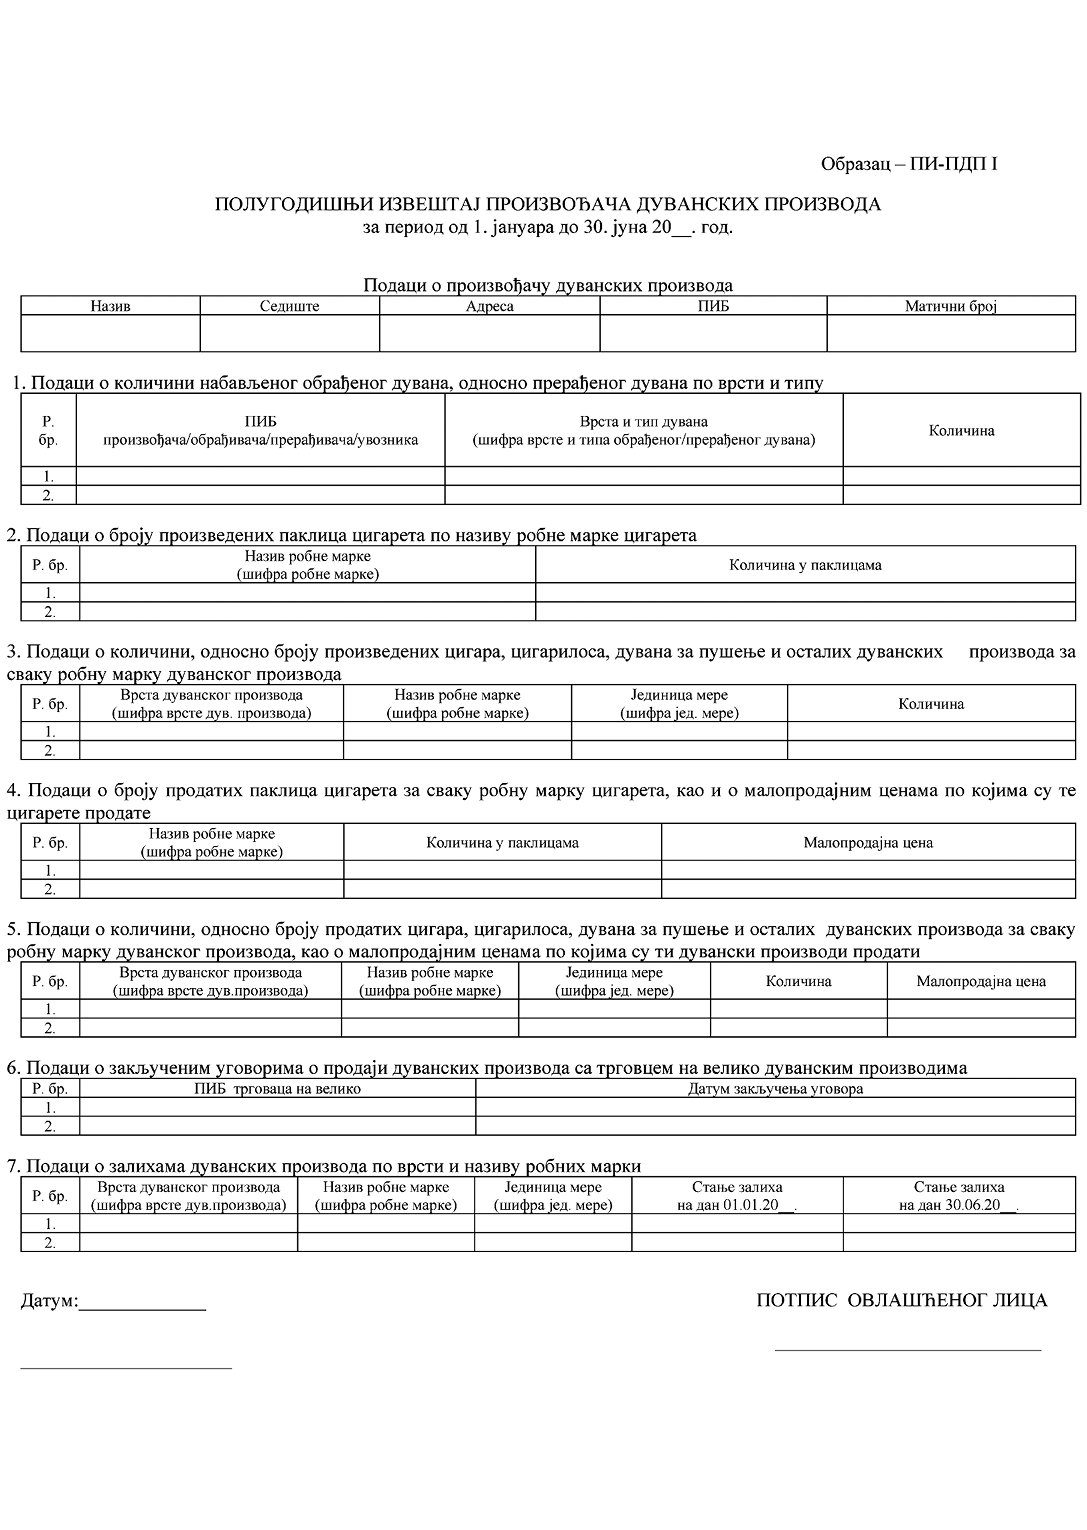 Образац – ПИ-ПДП I
ПОЛУГОДИШЊИ ИЗВЕШТАЈ ПРОИЗВОЂАЧА ДУВАНСКИХ ПРОИЗВОДА
за период од 1. јануара до 30. јуна 20__. год.
Подаци о произвођачу дуванских производа
Назив Седиште Адреса ПИБ Матични број
1. Подаци о количини набављеног обрађеног дувана, односно прерађеног дувана по врсти и типу
Р. бр. ПИБ произвођача/обрађивача/прерађивача/увозника Врста и тип дувана (шифра врсте и типа обрађеног/прерађеног дувана) Количина
1.
2.
2. Подаци о броју произведених паклица цигарета по називу робне марке цигарета
Р. бр. Назив робне марке (шифра робне марке) Количина у паклицама
1.
2.
3. Подаци о количини, односно броју произведених цигара, цигарилоса, дувана за пушење и осталих дуванских производа за
сваку робну марку дуванског производа
Р. бр. Врста дуванског производа (шифра врсте дув. производа) Назив робне марке (шифра робне марке) Јединица мере (шифра јед. мере) Количина
1.
2.
4. Подаци о броју продатих паклица цигарета за сваку робну марку цигарета, као и о малопродајним ценама по којима су те
цигарете продате
Р. бр. Назив робне марке (шифра робне марке) Количина у паклицама Малопродајна цена
1.
2.
5. Подаци о количини, односно броју продатих цигара, цигарилоса, дувана за пушење и осталих дуванских производа за сваку
робну марку дуванског производа, као о малопродајним ценама по којима су ти дувански производи продати
Р. бр. Врста дуванског производа (шифра врсте дув.производа) Назив робне марке (шифра робне марке) Јединица мере (шифра јед. мере) Количина Малопродајна цена
1.
2.
6. Подаци о закљученим уговорима о продаји дуванских производа са трговцем на велико дуванским производима
Р. бр. ПИБ трговаца на велико Датум закључења уговора
1.
2.
7. Подаци о залихама дуванских производа по врсти и називу робних марки
Р. бр. Врста дуванског производа (шифра врсте дув.производа) Назив робне марке (шифра робне марке) Јединица мере (шифра јед. мере) Стање залиха на дан 01.01.20__. Стање залиха на дан 30.06.20__.
1.
2.
Датум:_____________ ПОТПИС ОВЛАШЋЕНОГ ЛИЦА